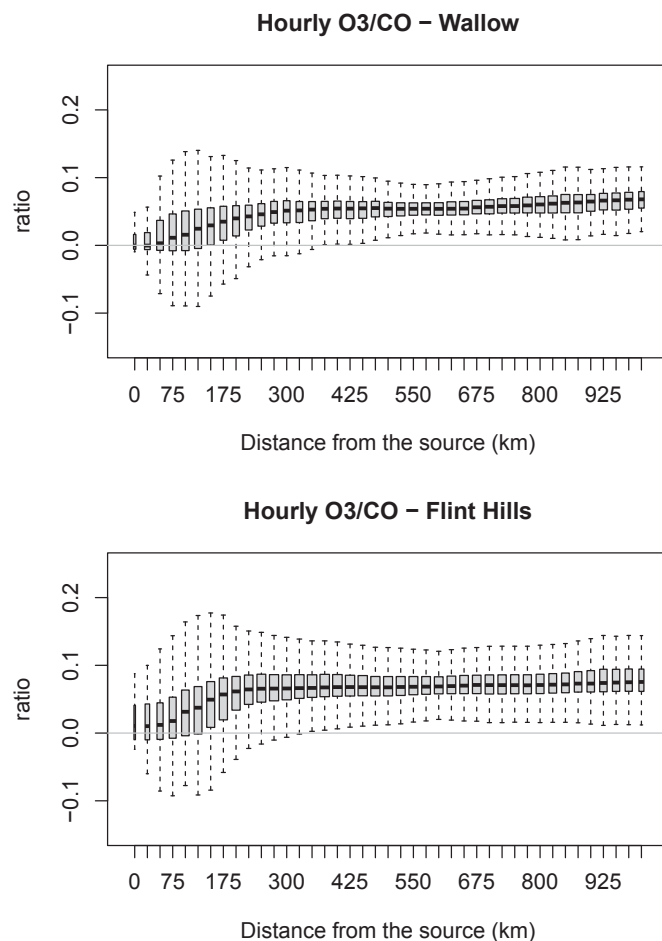 Hourly O3/CO − Wallow
ratio
0.2
0.1
0.0
−0.1
0 75 175 300 425 550 675 800 925
Distance from the source (km)
Hourly O3/CO − Flint Hills
ratio
0.2
0.1
0.0
−0.1
0 75 175 300 425 550 675 800 925
Distance from the source (km)